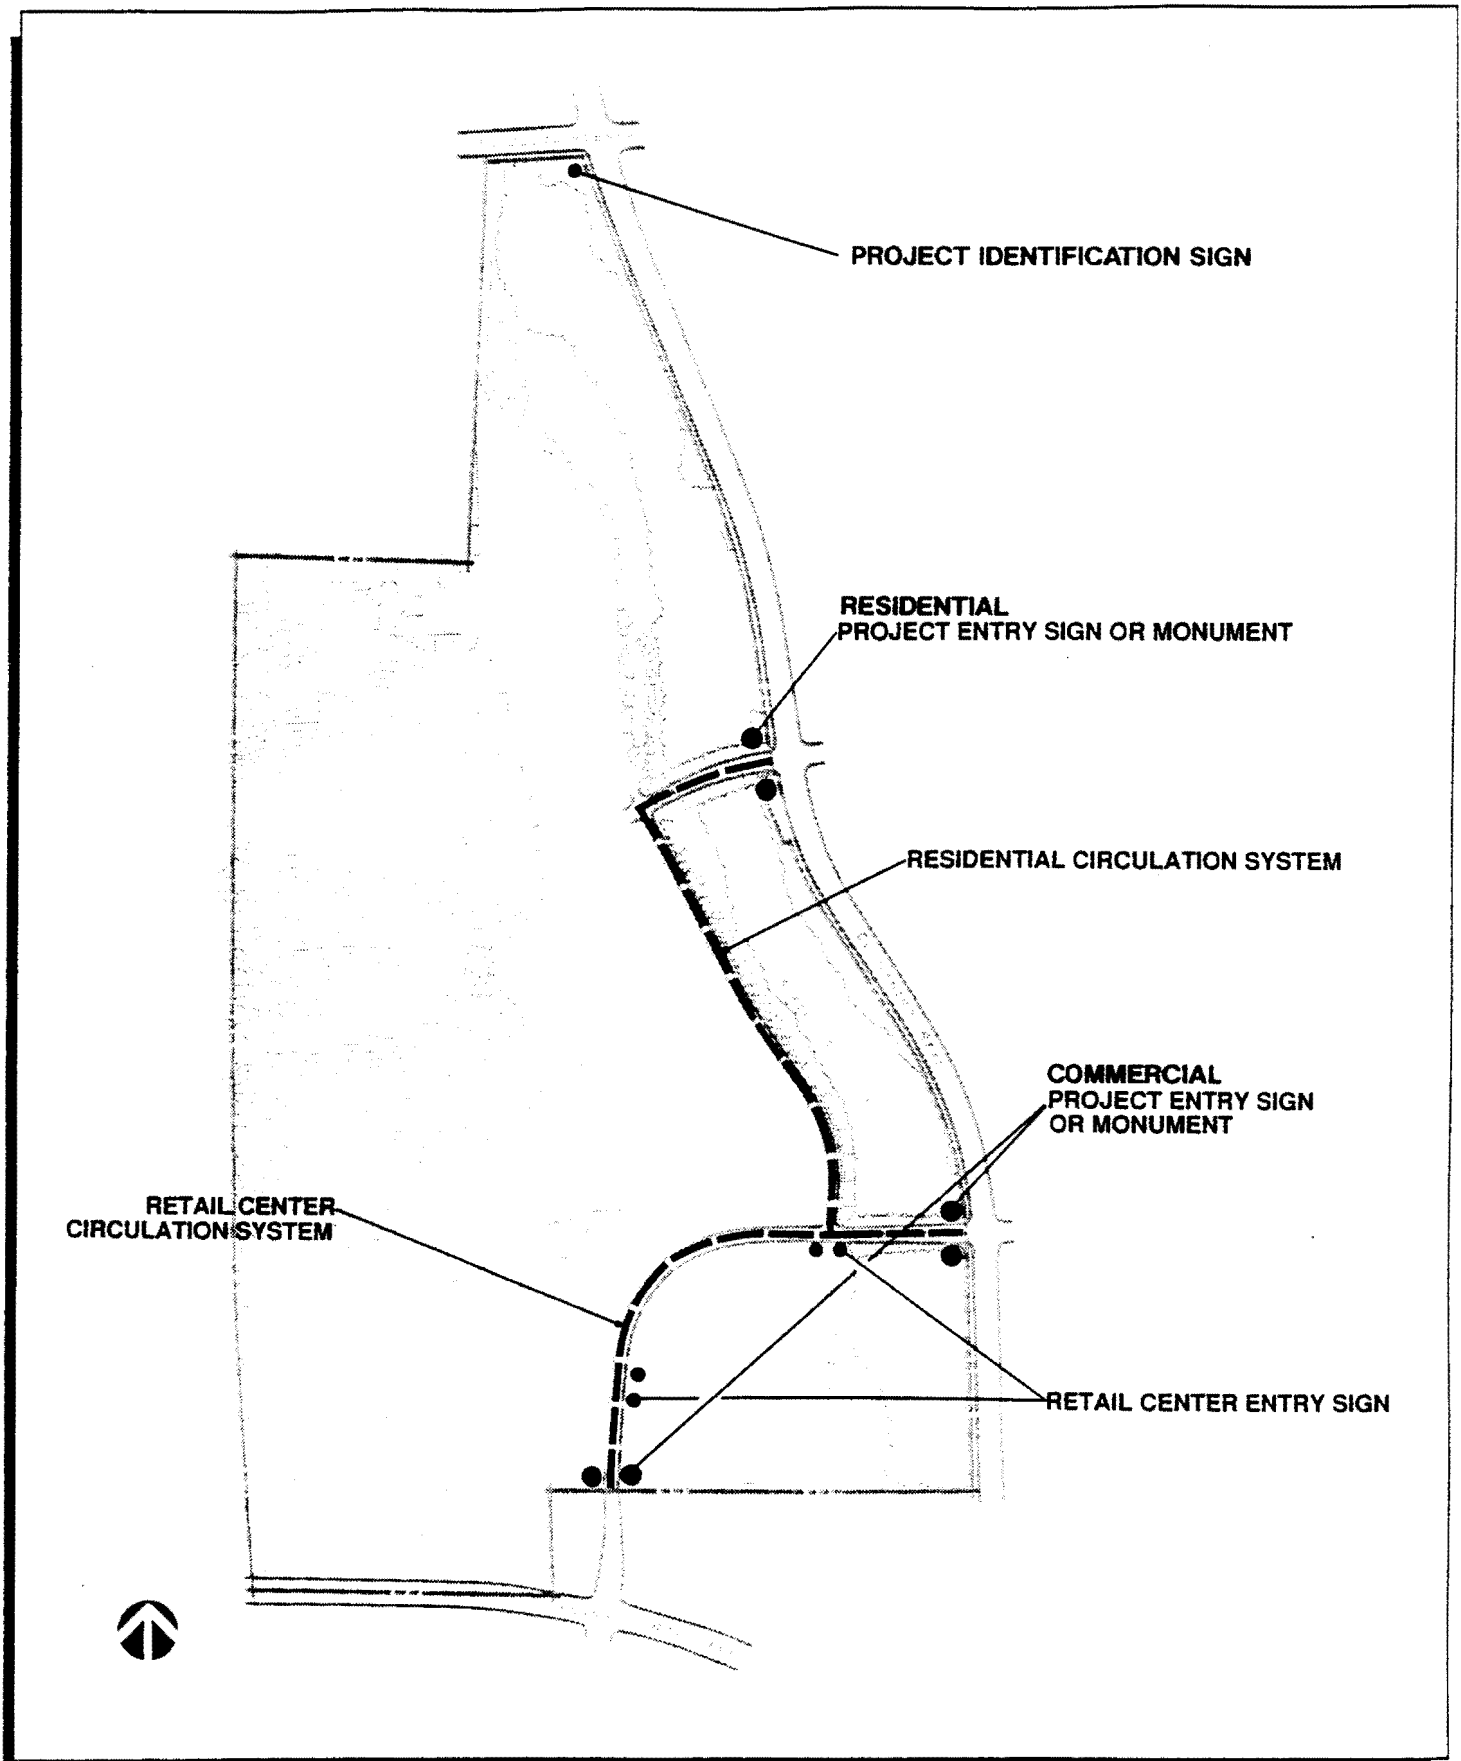 PROJECT IDENTIFICATION SIGN
RESIDENTIAL
PROJECT ENTRY SIGN OR MONUMENT
RESIDENTIAL CIRCULATION SYSTEM
COMMERCIAL
PROJECT ENTRY SIGN
OR MONUMENT
RETAIL CENTER
CIRCULATION SYSTEM
RETAIL CENTER ENTRY SIGN